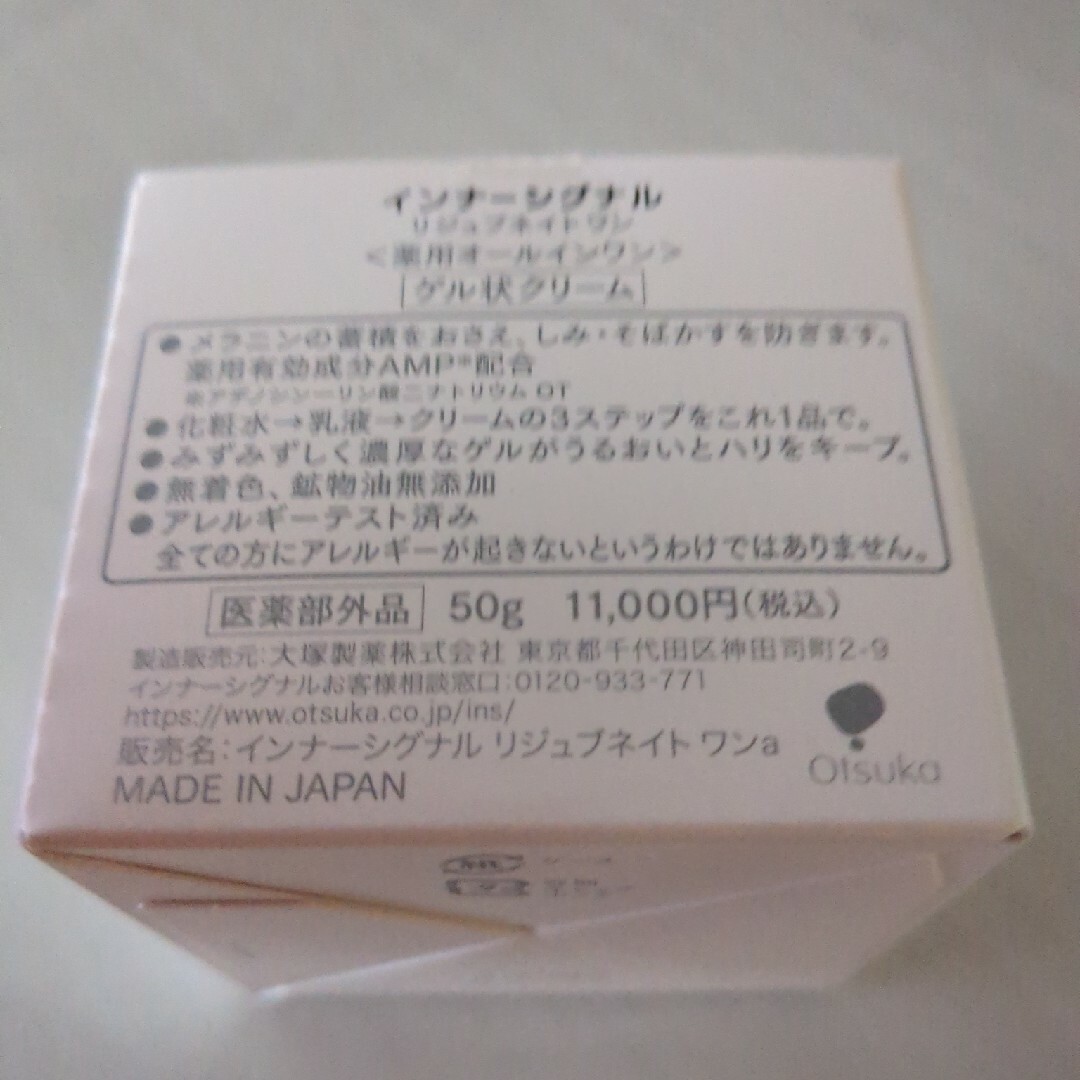 インナーシグナル
リジュブネイト ワン
<薬用オールインワン>
ゲル状クリーム
●メラニンの蓄積をおさえ、しみ・そばかすを防ぎます。
薬用有効成分AMP※配合
※アデノシン一リン酸二ナトリウム OT
●化粧水→乳液→クリームの3ステップをこれ1品で。
●みずみずしく濃厚なゲルがうるおいとハリをキープ。
●無着色、鉱物油無添加
●アレルギーテスト済み
全ての方にアレルギーが起きないというわけではありません。
医薬部外品 50g 11,000円(税込)
製造販売元:大塚製薬株式会社 東京都千代田区神田司町2-9
インナーシグナルお客様相談窓口:0120-933-771
https://www.otsuka.co.jp/ins/
販売名:インナーシグナル リジュブネイト ワンa
MADE IN JAPAN
Otsuka